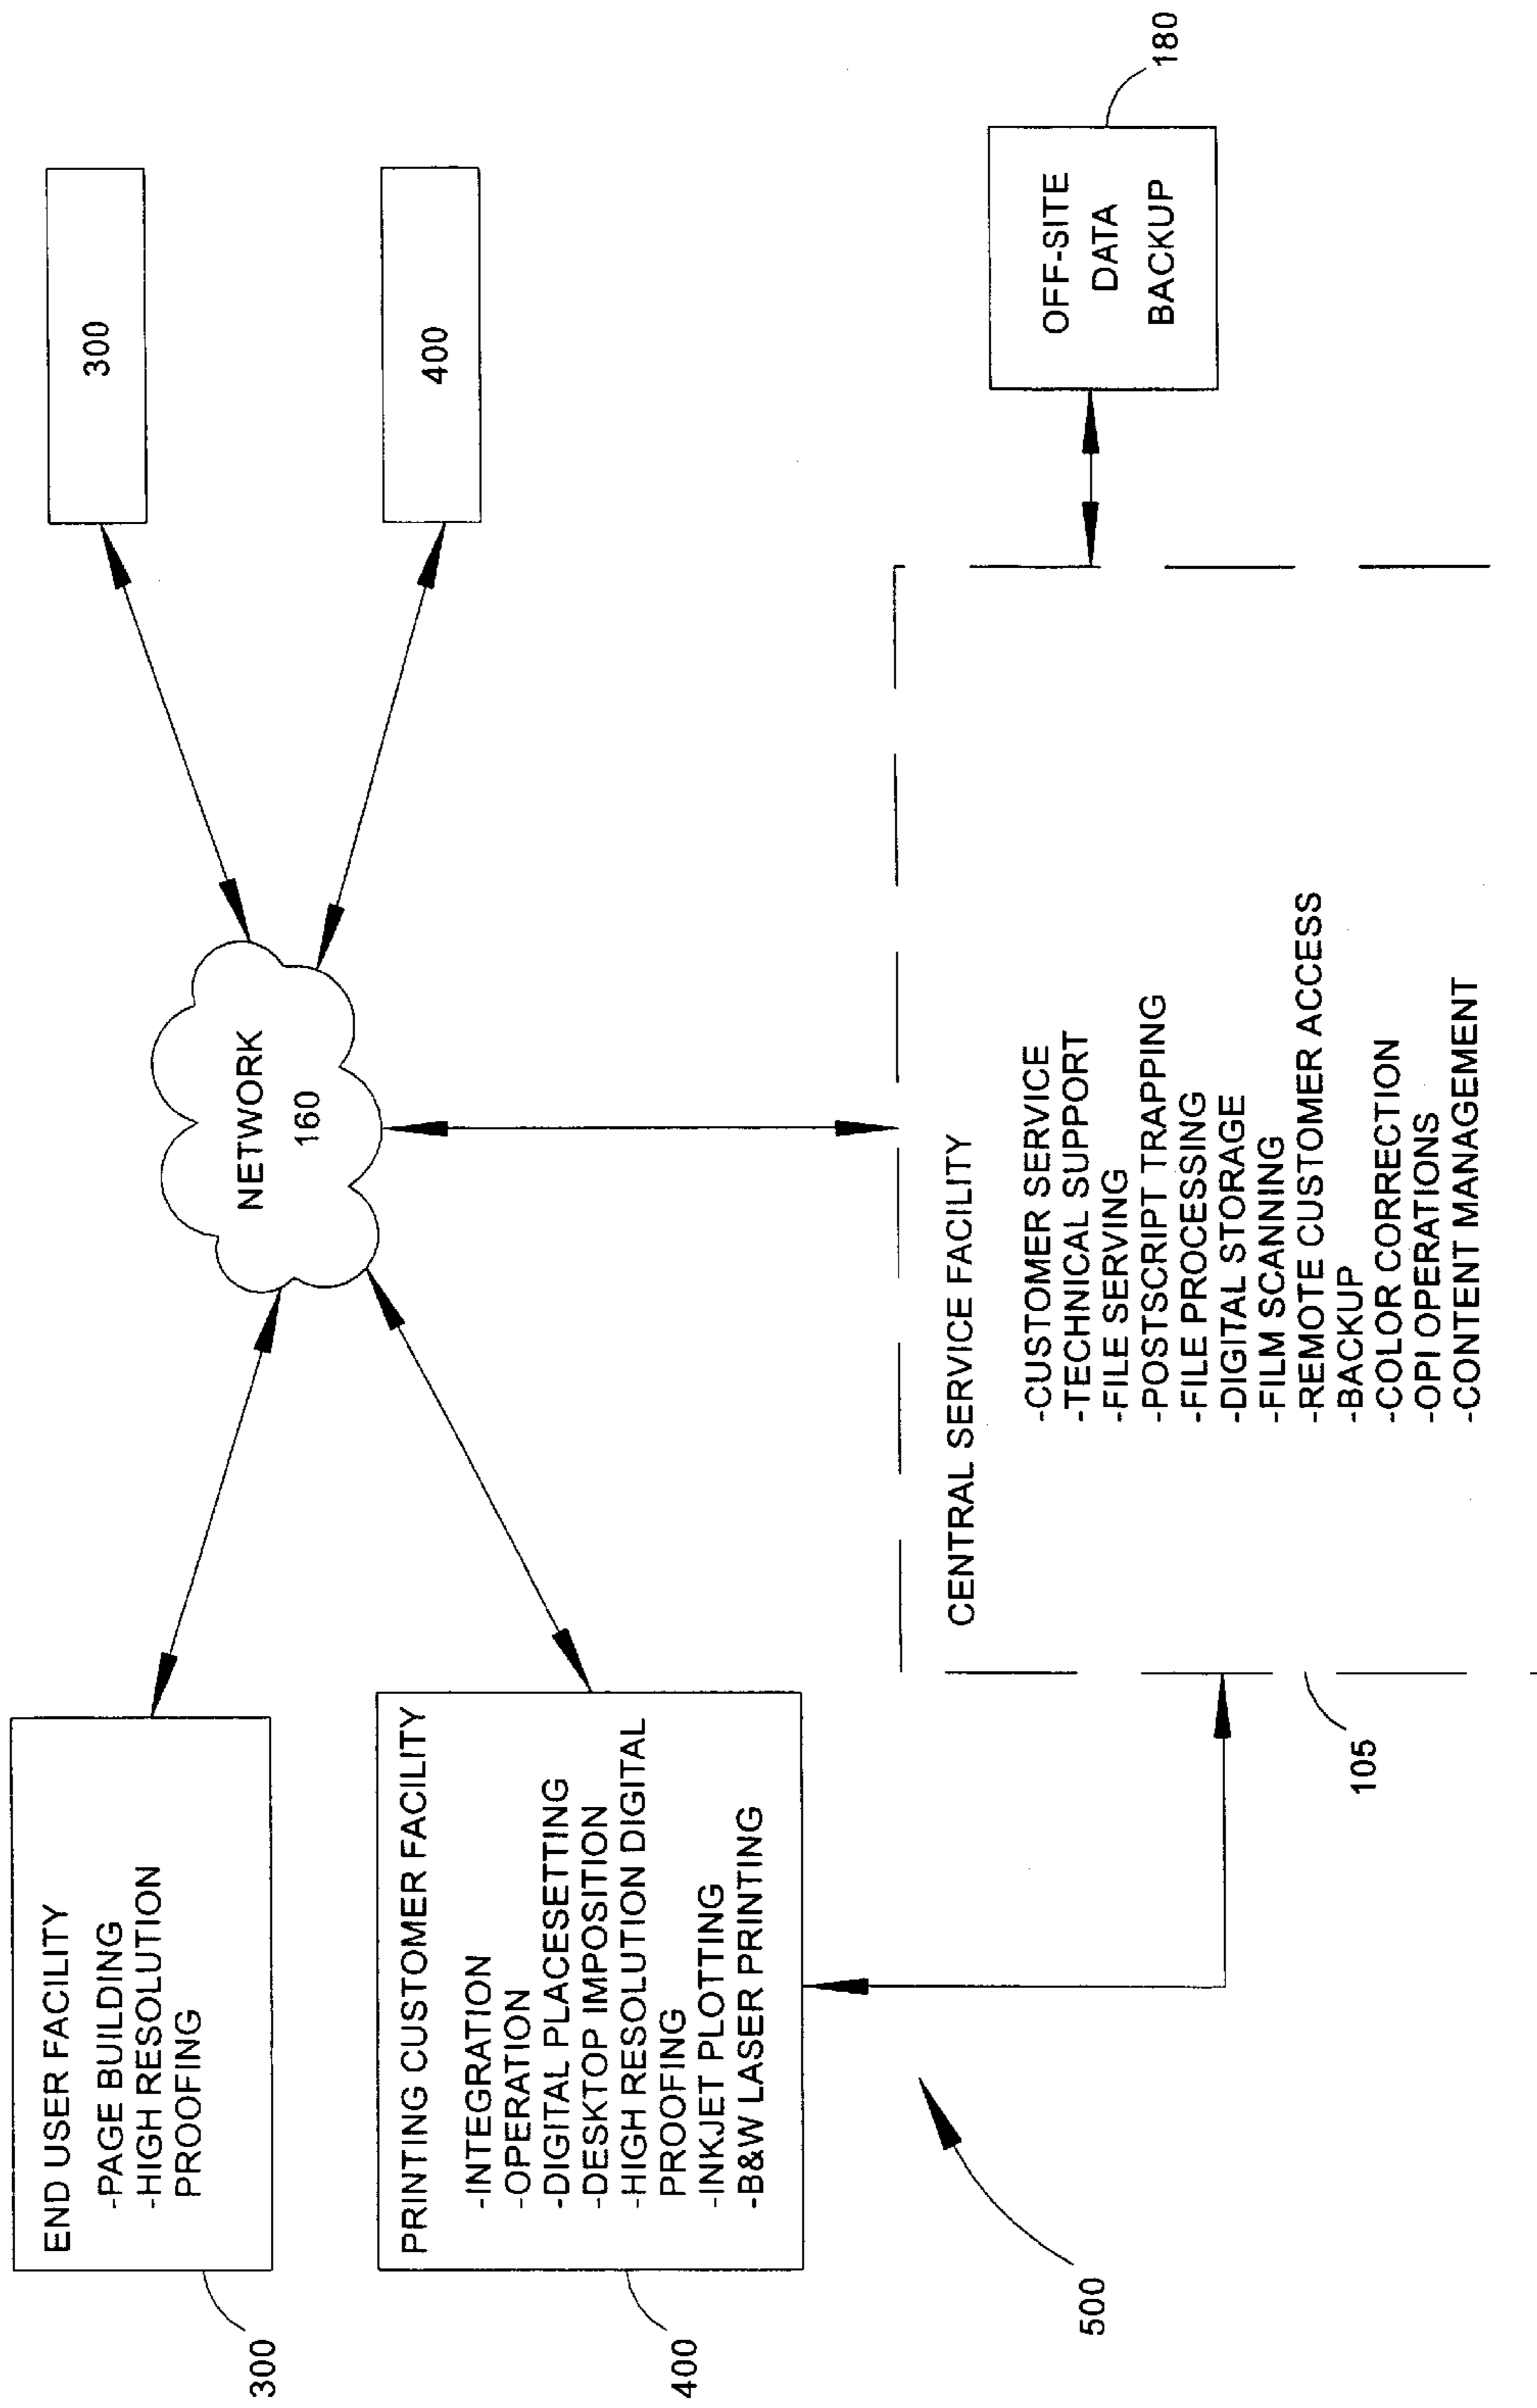 END USER FACILITY
-PAGE BUILDING
-HIGH RESOLUTION
PROOFING
300
PRINTING CUSTOMER FACILITY
-INTEGRATION
-OPERATION
-DIGITAL PLACESETTING
-DESKTOP IMPOSITION
-HIGH RESOLUTION DIGITAL
PROOFING
-INKJET PLOTTING
-B&W LASER PRINTING
400
500
NETWORK
160
300
400
CENTRAL SERVICE FACILITY
-CUSTOMER SERVICE
-TECHNICAL SUPPORT
-FILE SERVING
-POSTSCRIPT TRAPPING
-FILE PROCESSING
-DIGITAL STORAGE
-FILM SCANNING
-REMOTE CUSTOMER ACCESS
-BACKUP
-COLOR CORRECTION
-OPI OPERATIONS
-CONTENT MANAGEMENT
105
OFF-SITE
DATA
BACKUP
180